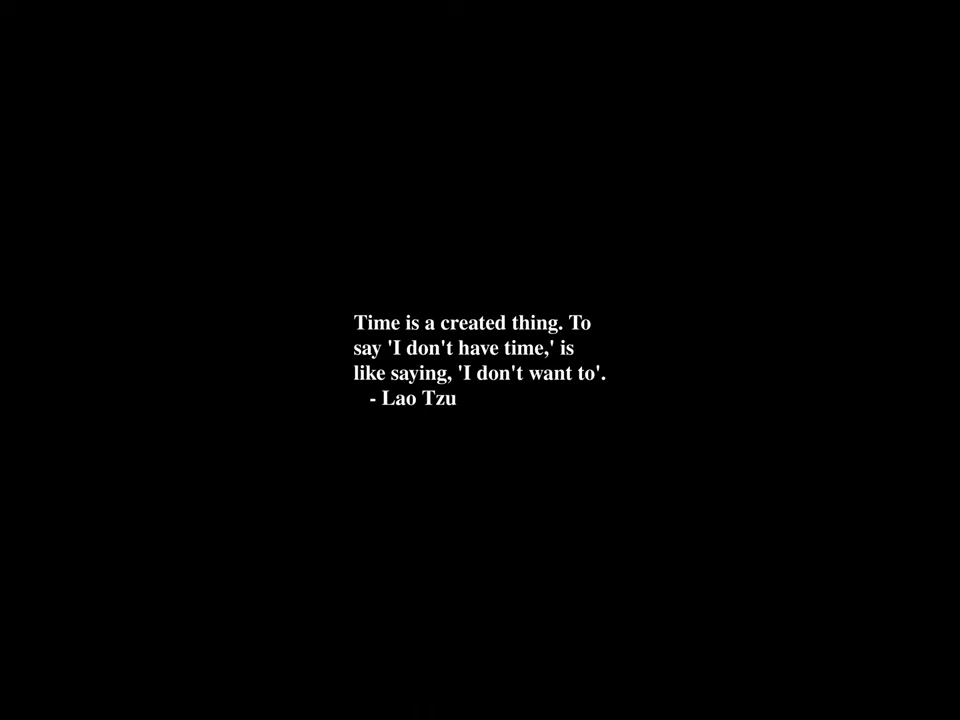 Time is a created thing. To
say 'I don't have time,' is
like saying, 'I don't want to'.
- Lao Tzu